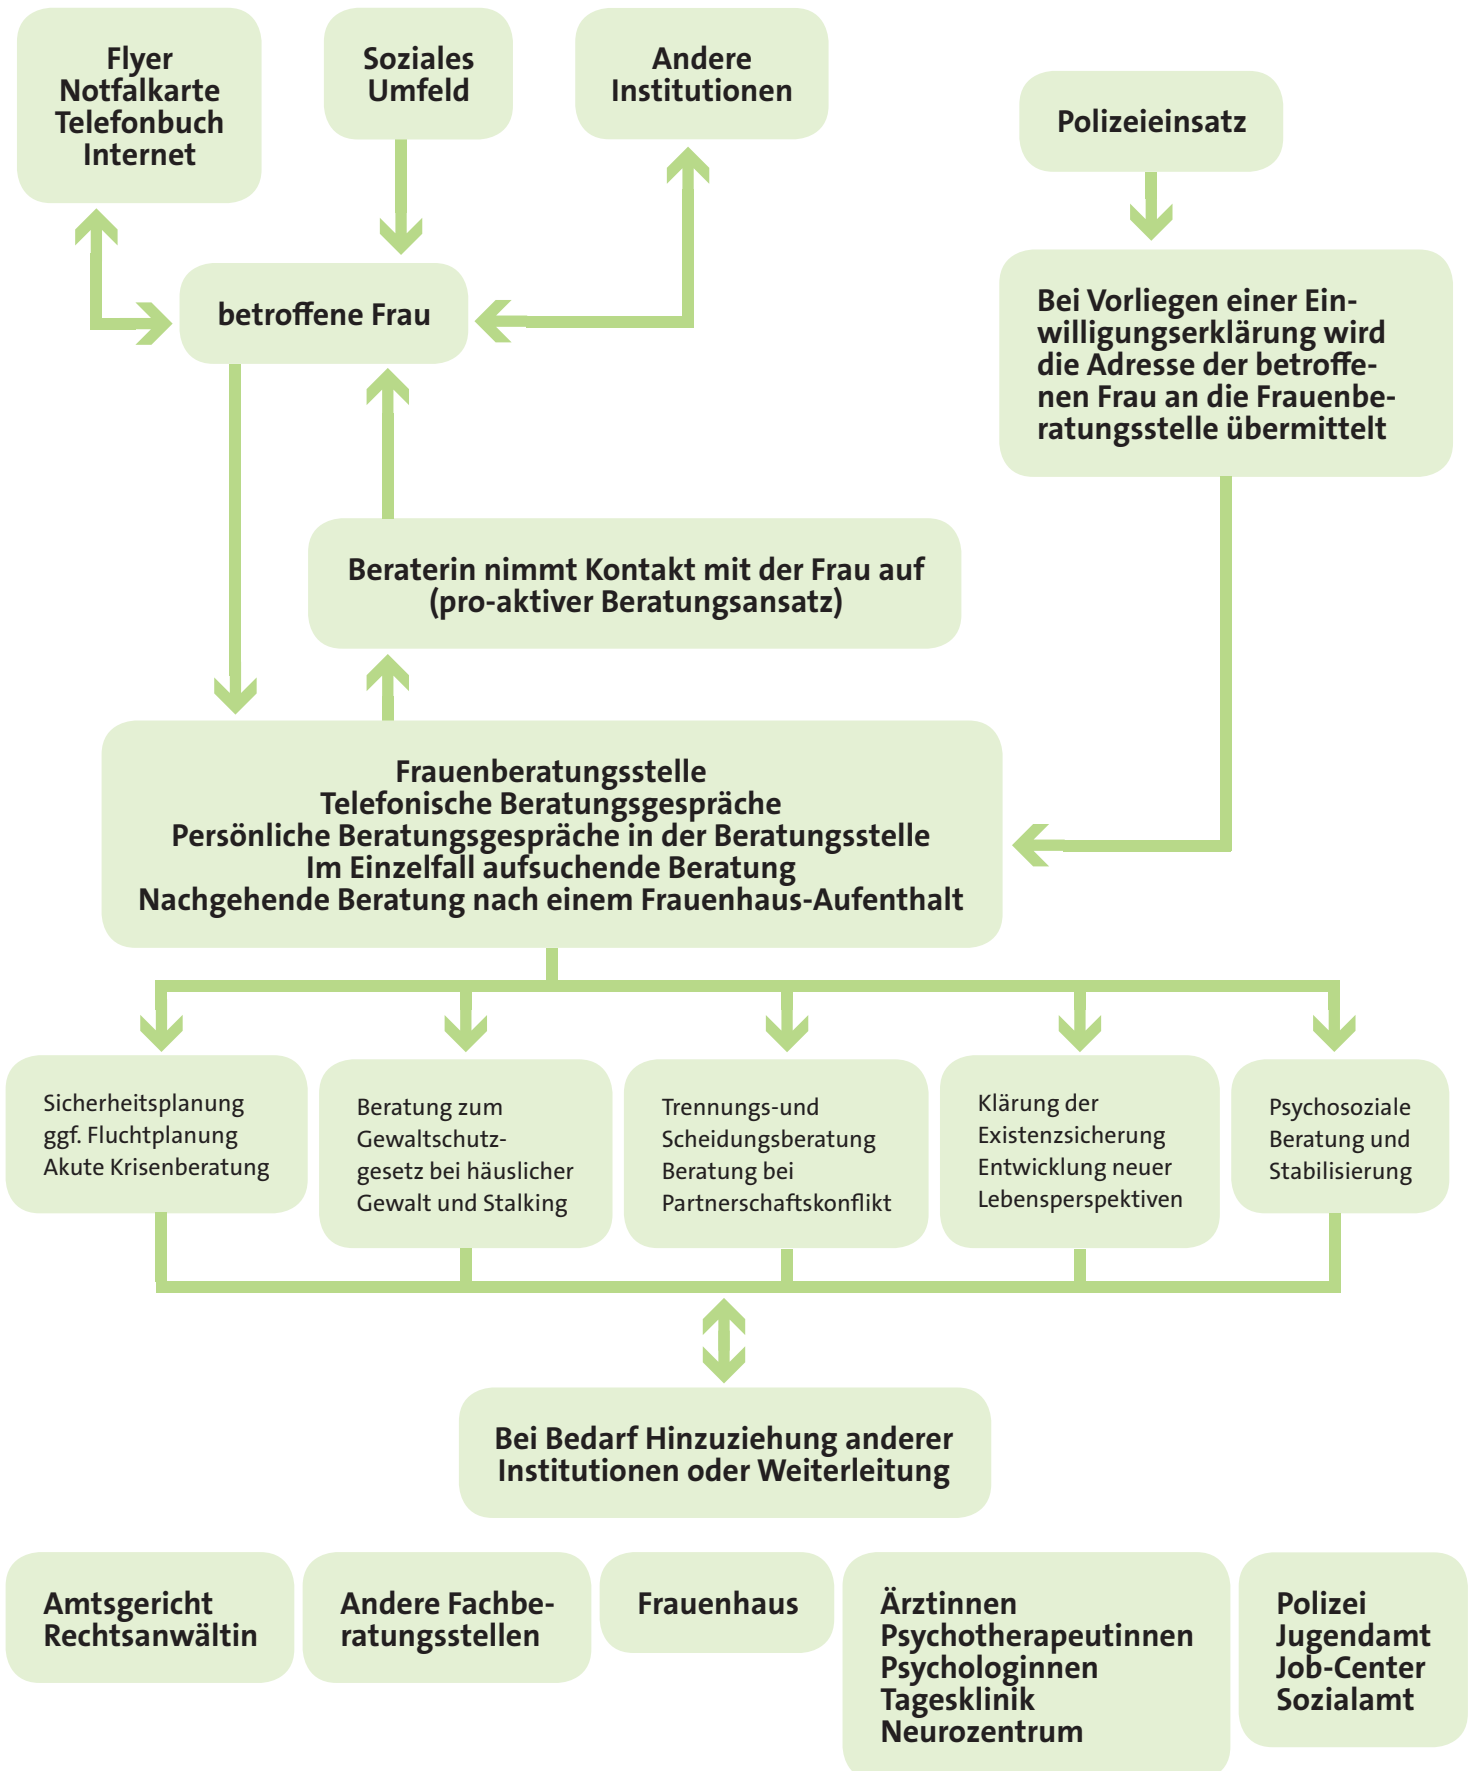 Flyer
Notfalkarte
Telefonbuch
Internet
Soziales
Umfeld
Andere
Institutionen
Polizeieinsatz
betroffene Frau
Bei Vorliegen einer Ein-
willigungserklärung wird
die Adresse der betroffe-
nen Frau an die Frauenbe-
ratungsstelle übermittelt
Beraterin nimmt Kontakt mit der Frau auf
(pro-aktiver Beratungsansatz)
Frauenberatungsstelle
Telefonische Beratungsgespräche
Persönliche Beratungsgespräche in der Beratungsstelle
Im Einzelfall aufsuchende Beratung
Nachgehende Beratung nach einem Frauenhaus-Aufenthalt
Sicherheitsplanung
ggf. Fluchtplanung
Akute Krisenberatung
Beratung zum
Gewaltschutz-
gesetz bei häuslicher
Gewalt und Stalking
Trennungs-und
Scheidungsberatung
Beratung bei
Partnerschaftskonflikt
Klärung der
Existenzsicherung
Entwicklung neuer
Lebensperspektiven
Psychosoziale
Beratung und
Stabilisierung
Bei Bedarf Hinzuziehung anderer
Institutionen oder Weiterleitung
Amtsgericht
Rechtsanwältin
Andere Fachbe-
ratungsstellen
Frauenhaus
Ärztinnen
Psychotherapeutinnen
Psychologinnen
Tagesklinik
Neurozentrum
Polizei
Jugendamt
Job-Center
Sozialamt